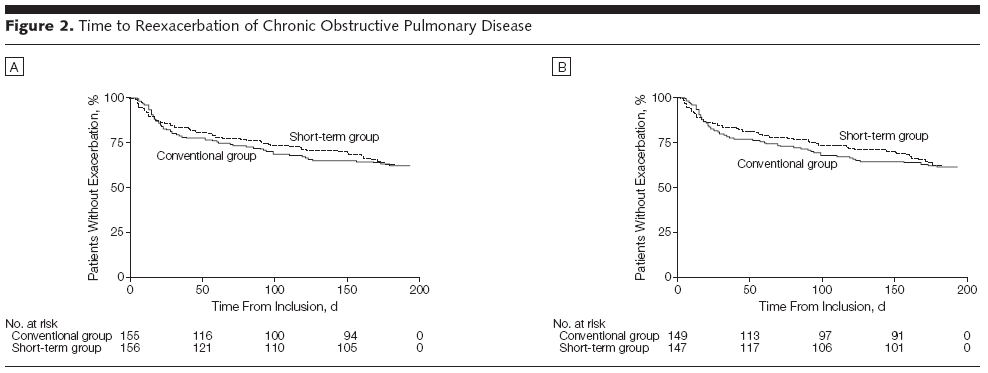 Figure 2. Time to Reexacerbation of Chronic Obstructive Pulmonary Disease
A
Patients Without Exacerbation, %
100
75
50
25
0
Short-term group
Conventional group
0 50 100 150 200
Time From Inclusion, d
No. at risk
Conventional group 155 116 100 94 0
Short-term group 156 121 110 105 0
B
Patients Without Exacerbation, %
100
75
50
25
0
Short-term group
Conventional group
0 50 100 150 200
Time From Inclusion, d
No. at risk
Conventional group 149 113 97 91 0
Short-term group 147 117 106 101 0